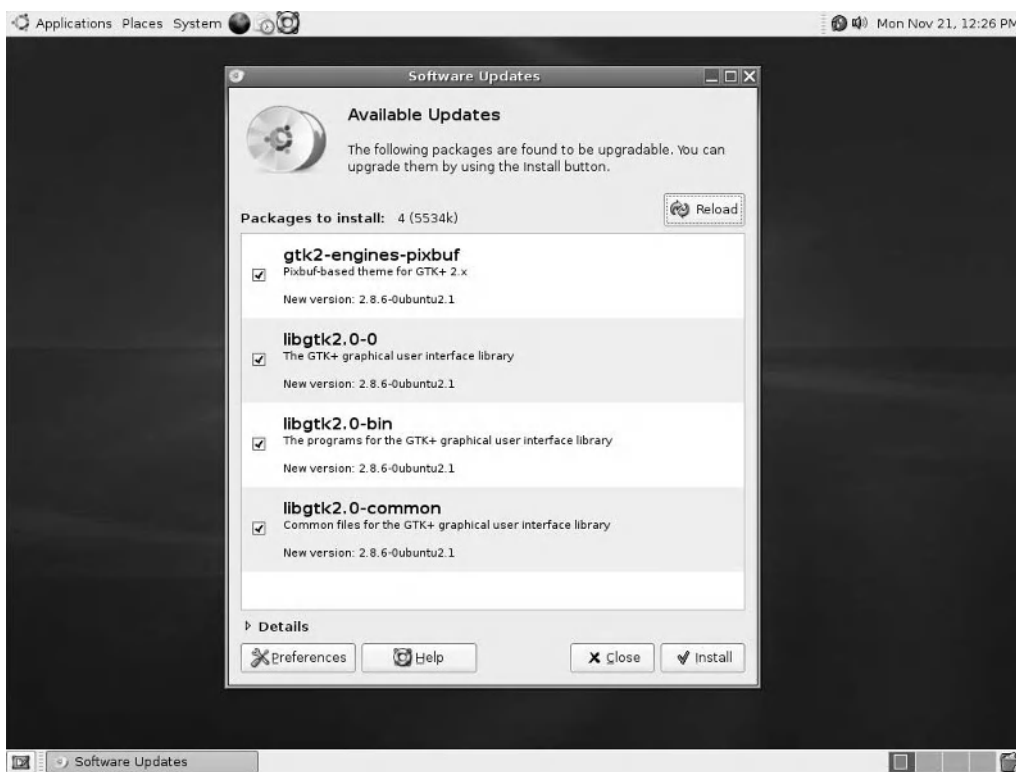 Applications Places System
Mon Nov 21, 12:26 PM
Software Updates
Available Updates
The following packages are found to be upgradable. You can
upgrade them by using the Install button.
Packages to install: 4 (5534k)
Reload
gtk2-engines-pixbuf
Pixbuf-based theme for GTK+ 2.x
New version: 2.8.6-0ubuntu2.1
libgtk2.0-0
The GTK+ graphical user interface library
New version: 2.8.6-0ubuntu2.1
libgtk2.0-bin
The programs for the GTK+ graphical user interface library
New version: 2.8.6-0ubuntu2.1
libgtk2.0-common
Common files for the GTK+ graphical user interface library
New version: 2.8.6-0ubuntu2.1
Details
Preferences Help Close Install
Software Updates